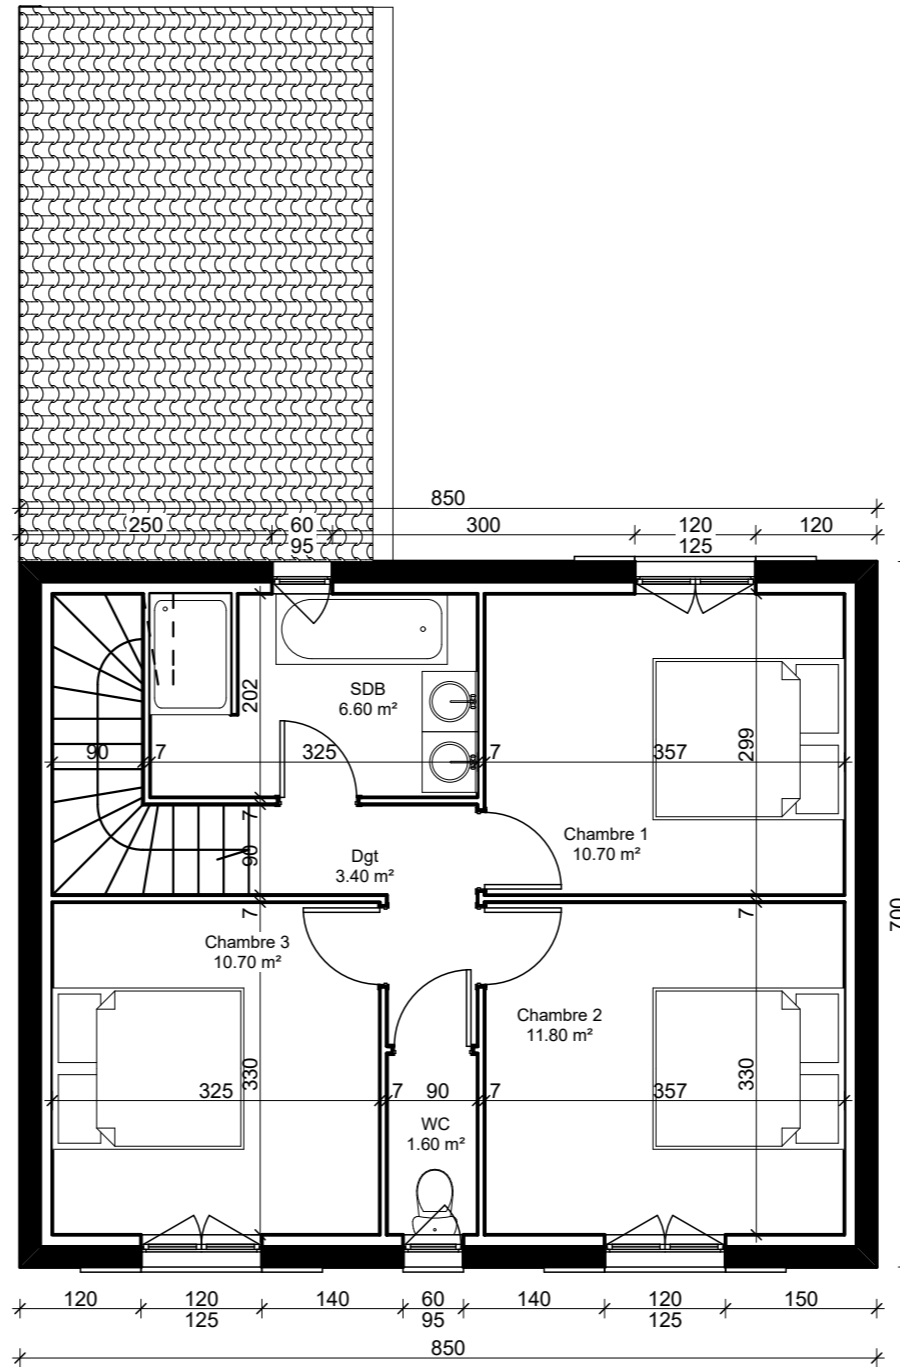 850
250 60 300 120 120
95 125
SDB
6.60 m²
202
299
90 7 325 7 357
7
Chambre 1
10.70 m²
Dgt
3.40 m²
90
7 7
700
Chambre 3
10.70 m²
Chambre 2
11.80 m²
330 330
325 7 90 7 357
WC
1.60 m²
120 120 140 60 140 120 150
125 95 125
850